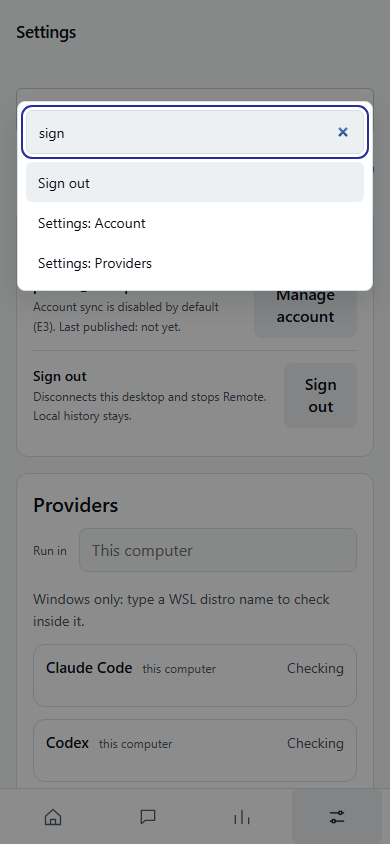 Settings
sign
Sign out
Settings: Account
Settings: Providers
Account sync is disabled by default
(E3). Last published: not yet.
Manage
account
Sign out
Disconnects this desktop and stops Remote.
Local history stays.
Sign
out
Providers
Run in
This computer
Windows only: type a WSL distro name to check
inside it.
Claude Code
this computer
Checking
Codex
this computer
Checking